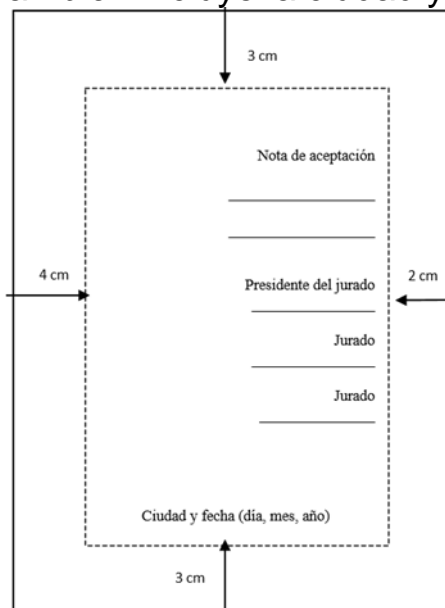 3 cm
Nota de aceptación
4 cm
2 cm
Presidente del jurado
Jurado
Jurado
Ciudad y fecha (día, mes, año)
3 cm